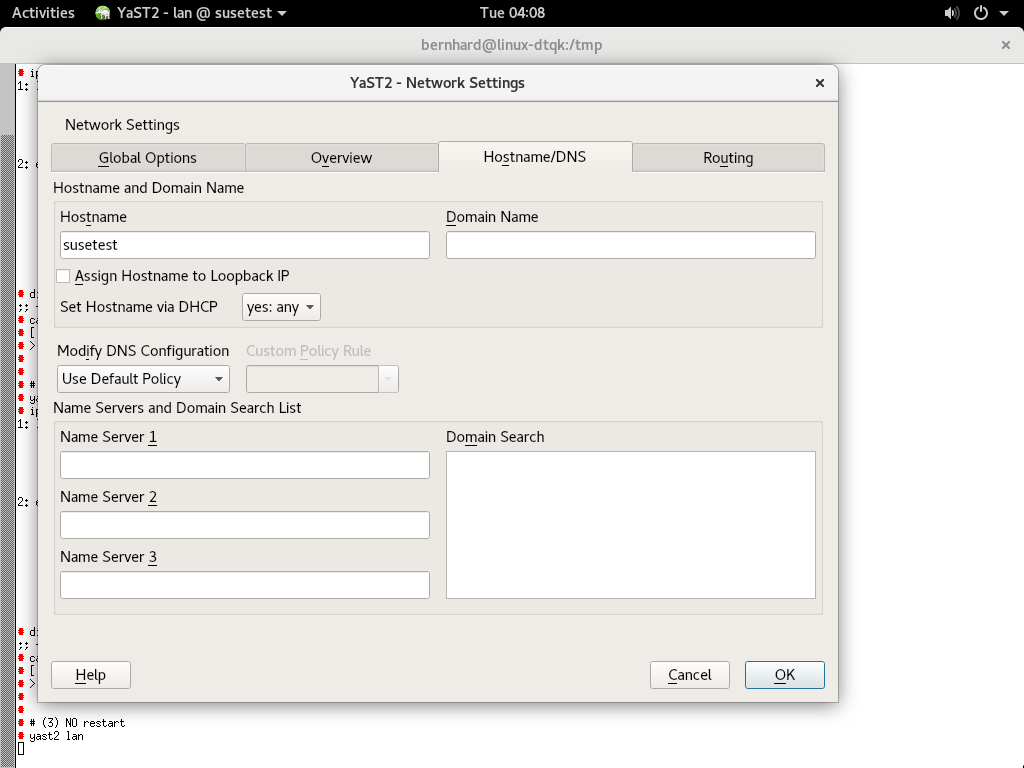 Activities YaST2 - lan @ susetest Tue 04:08
bernhard@linux-dtqk:/tmp
YaST2 - Network Settings
Network Settings
Global Options Overview Hostname/DNS Routing
Hostname and Domain Name
Hostname Domain Name
susetest
Assign Hostname to Loopback IP
Set Hostname via DHCP yes: any
Modify DNS Configuration Custom Policy Rule
Use Default Policy
Name Servers and Domain Search List
Name Server 1 Domain Search
Name Server 2
Name Server 3
Help Cancel OK
# (3) NO restart
yast2 lan